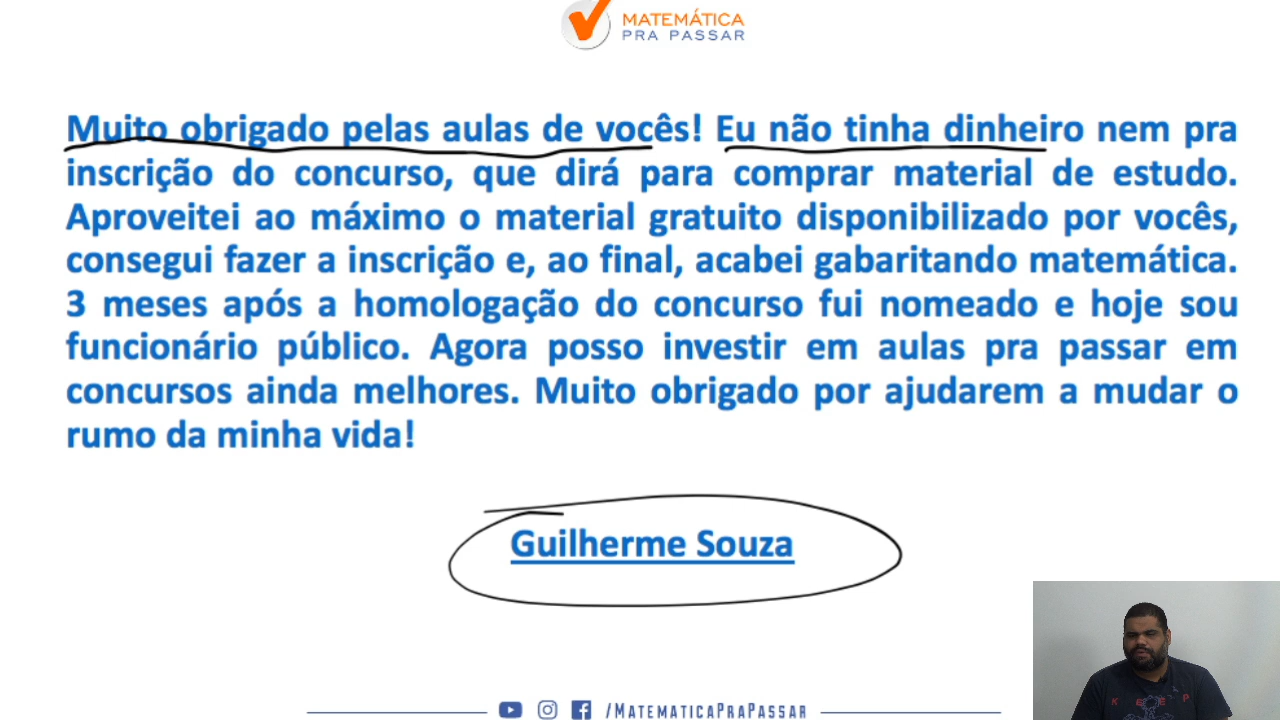 MATEMÁTICA
PRA PASSAR
Muito obrigado pelas aulas de vocês! Eu não tinha dinheiro nem pra
inscrição do concurso, que dirá para comprar material de estudo.
Aproveitei ao máximo o material gratuito disponibilizado por vocês,
consegui fazer a inscrição e, ao final, acabei gabaritando matemática.
3 meses após a homologação do concurso fui nomeado e hoje sou
funcionário público. Agora posso investir em aulas pra passar em
concursos ainda melhores. Muito obrigado por ajudarem a mudar o
rumo da minha vida!
Guilherme Souza
KEEP
/MATEMATICAPRAPASSAR